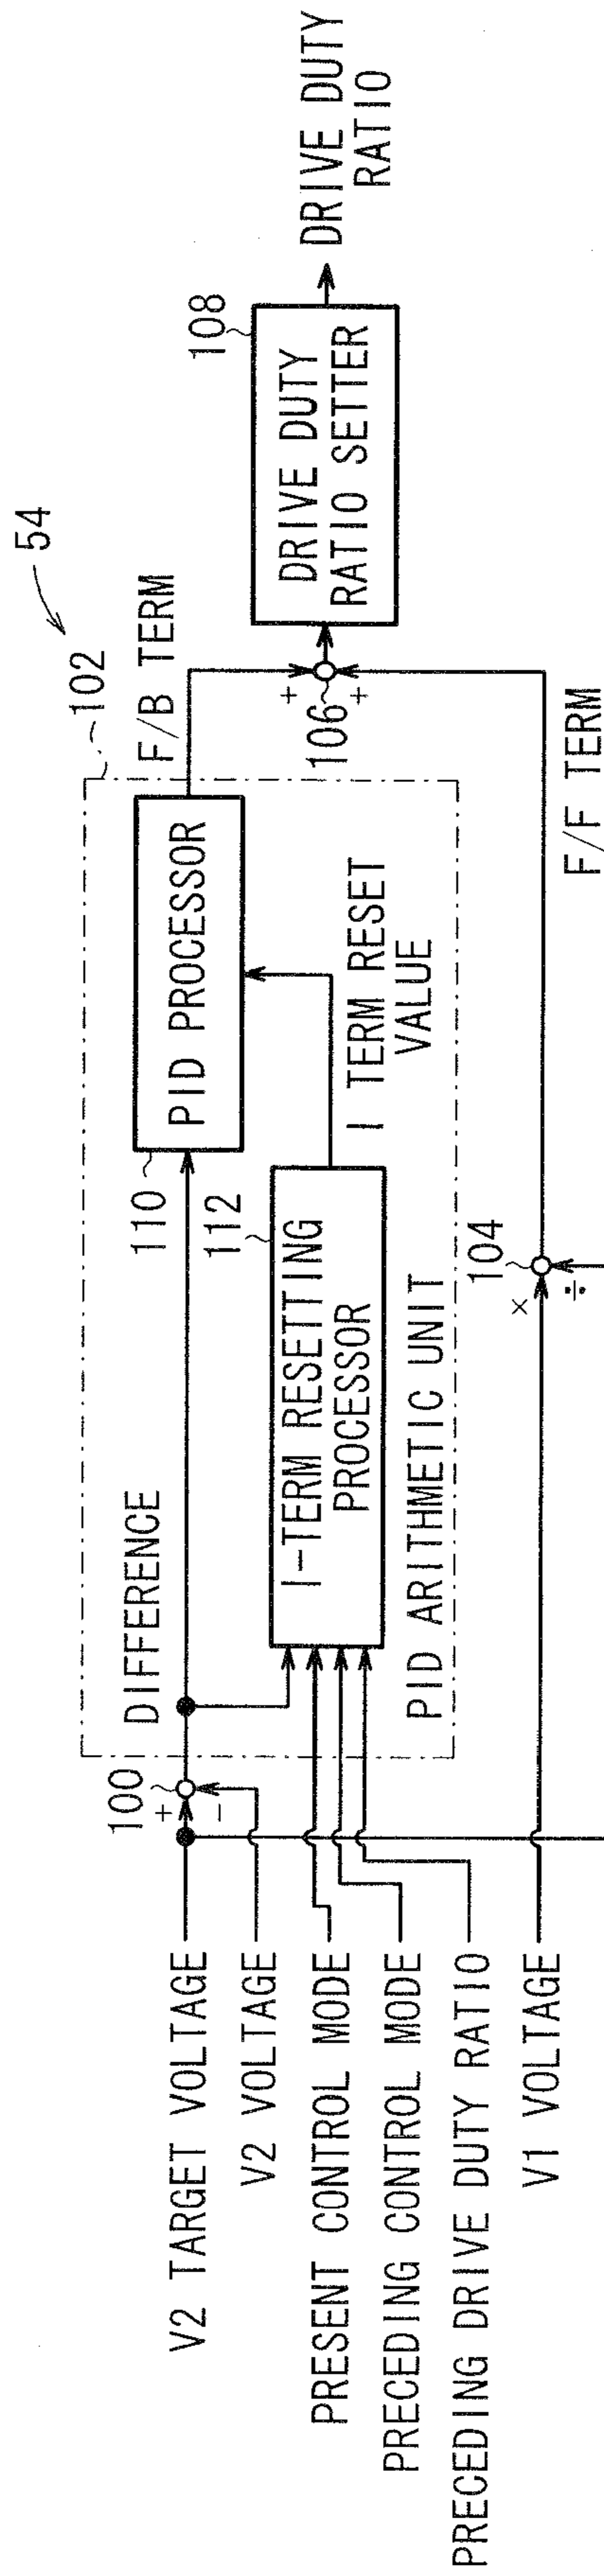 54
102
F/B TERM
DIFFERENCE
110
PID PROCESSOR
100
+
−
112
I-TERM RESETTING
PROCESSOR
I TERM RESET
VALUE
PID ARITHMETIC UNIT
V2 TARGET VOLTAGE
V2 VOLTAGE
PRESENT CONTROL MODE
PRECEDING CONTROL MODE
PRECEDING DRIVE DUTY RATIO
V1 VOLTAGE
104
×
÷
F/F TERM
+
106
+
108
DRIVE DUTY
RATIO SETTER
DRIVE DUTY
RATIO